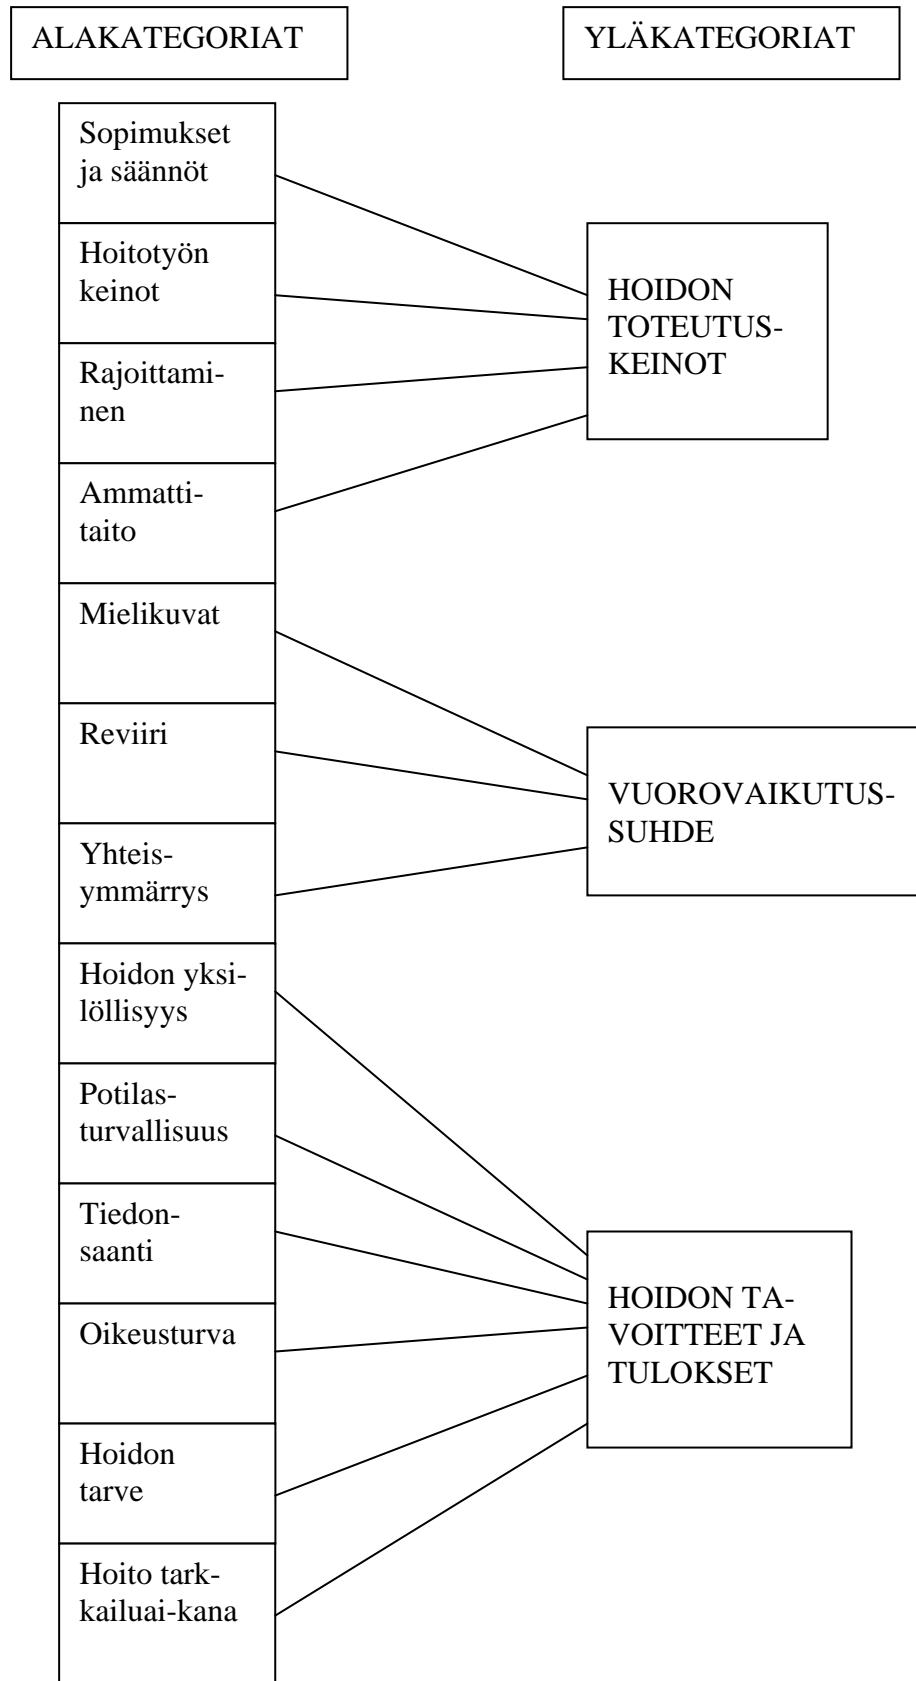 ALAKATEGORIAT
YLÄKATEGORIAT
Sopimukset
ja säännöt
Hoitotyön
keinot
Rajoittami-
nen
Ammatti-
taito
Mielikuvat
Reviiri
Yhteis-
ymmärrys
Hoidon yksi-
löllisyys
Potilas-
turvallisuus
Tiedon-
saanti
Oikeusturva
Hoidon
tarve
Hoito tark-
kailuai-kana
HOIDON
TOTEUTUS-
KEINOT
VUOROVAIKUTUS-
SUHDE
HOIDON TA-
VOITTEET JA
TULOKSET